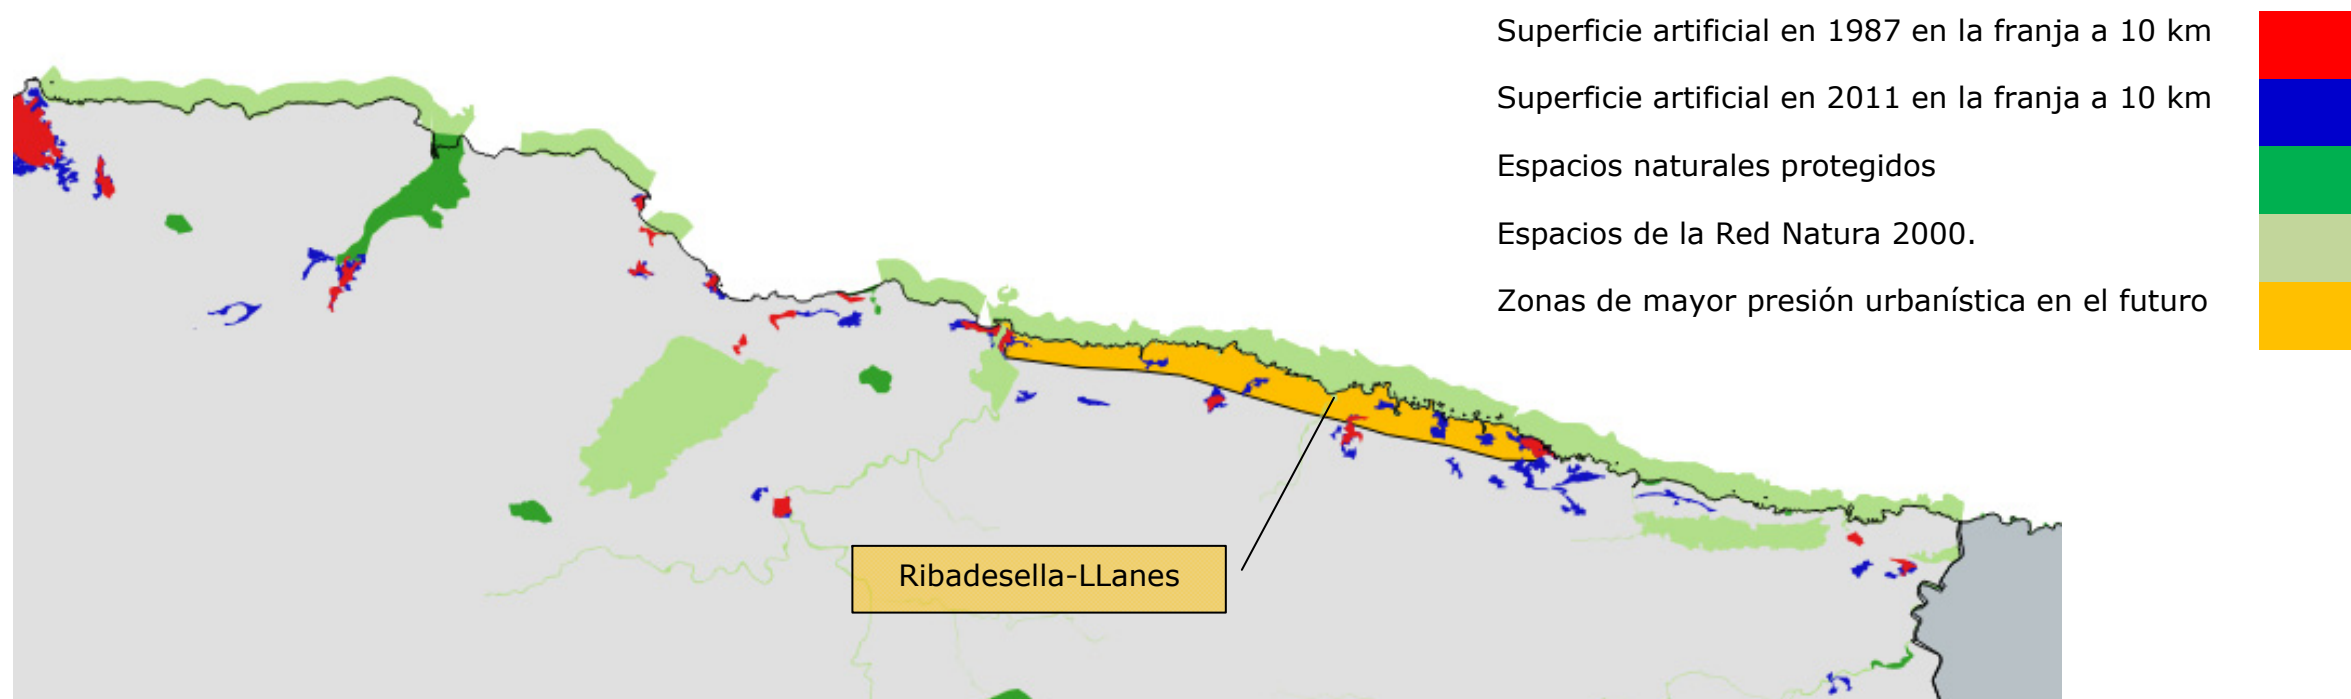 Superficie artificial en 1987 en la franja a 10 km
Superficie artificial en 2011 en la franja a 10 km
Espacios naturales protegidos
Espacios de la Red Natura 2000.
Zonas de mayor presión urbanística en el futuro
Ribadesella-LLanes